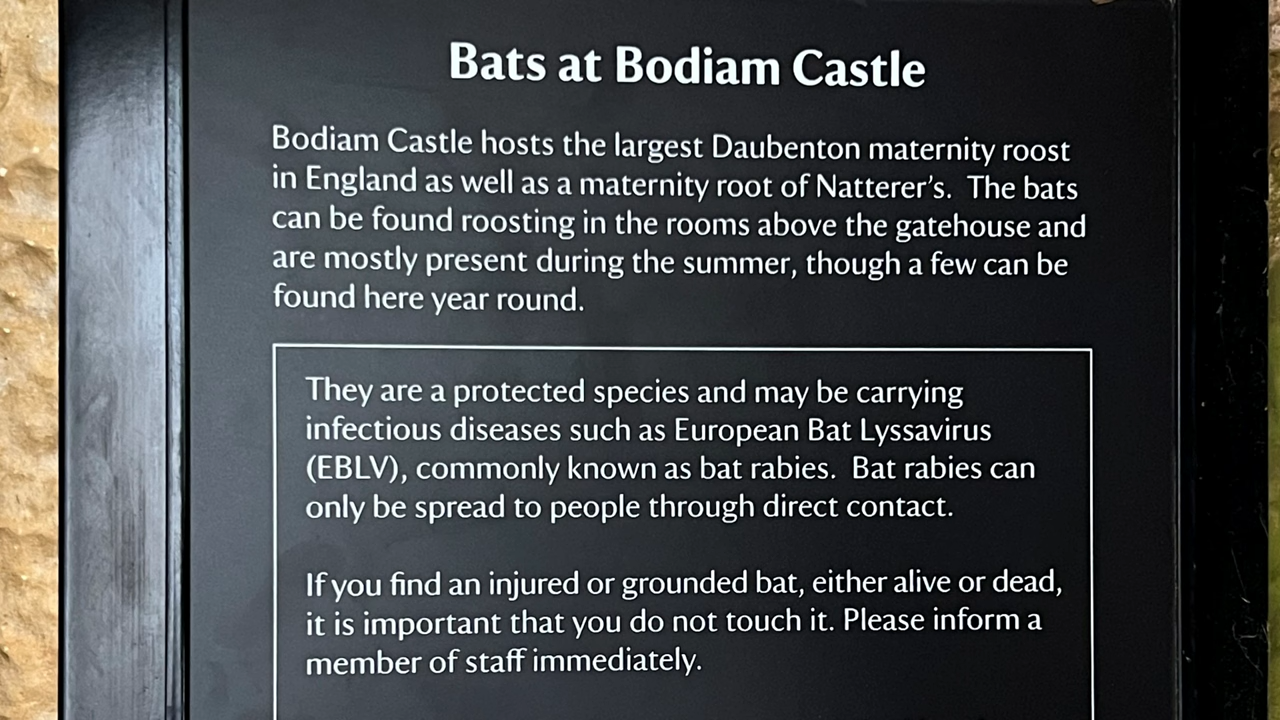 Bats at Bodiam Castle
Bodiam Castle hosts the largest Daubenton maternity roost
in England as well as a maternity root of Natterer’s.  The bats
can be found roosting in the rooms above the gatehouse and
are mostly present during the summer, though a few can be
found here year round.
They are a protected species and may be carrying
infectious diseases such as European Bat Lyssavirus
(EBLV), commonly known as bat rabies.  Bat rabies can
only be spread to people through direct contact.
If you find an injured or grounded bat, either alive or dead,
it is important that you do not touch it. Please inform a
member of staff immediately.